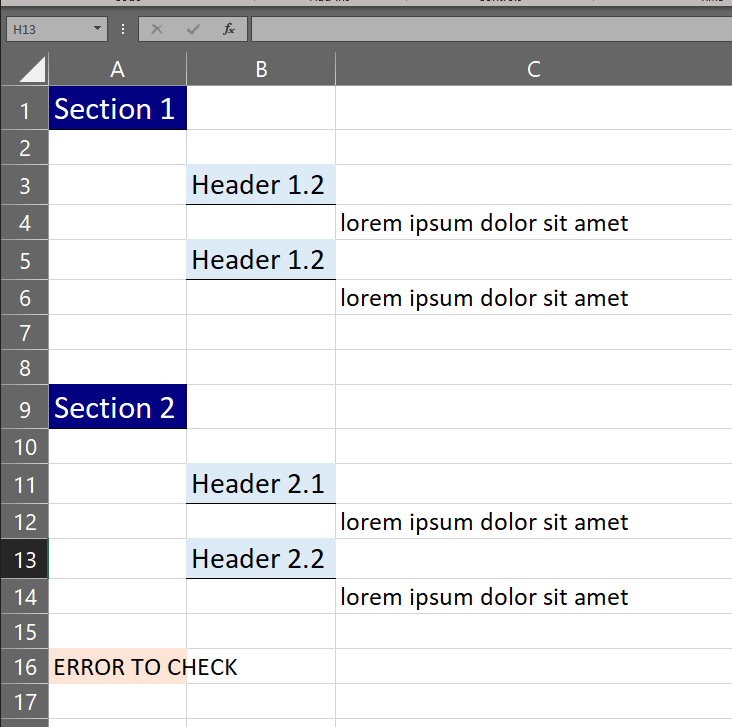 H13 fx
A B C
1 Section 1
2
3 Header 1.2
4 lorem ipsum dolor sit amet
5 Header 1.2
6 lorem ipsum dolor sit amet
7
8
9 Section 2
10
11 Header 2.1
12 lorem ipsum dolor sit amet
13 Header 2.2
14 lorem ipsum dolor sit amet
15
16 ERROR TO CHECK
17